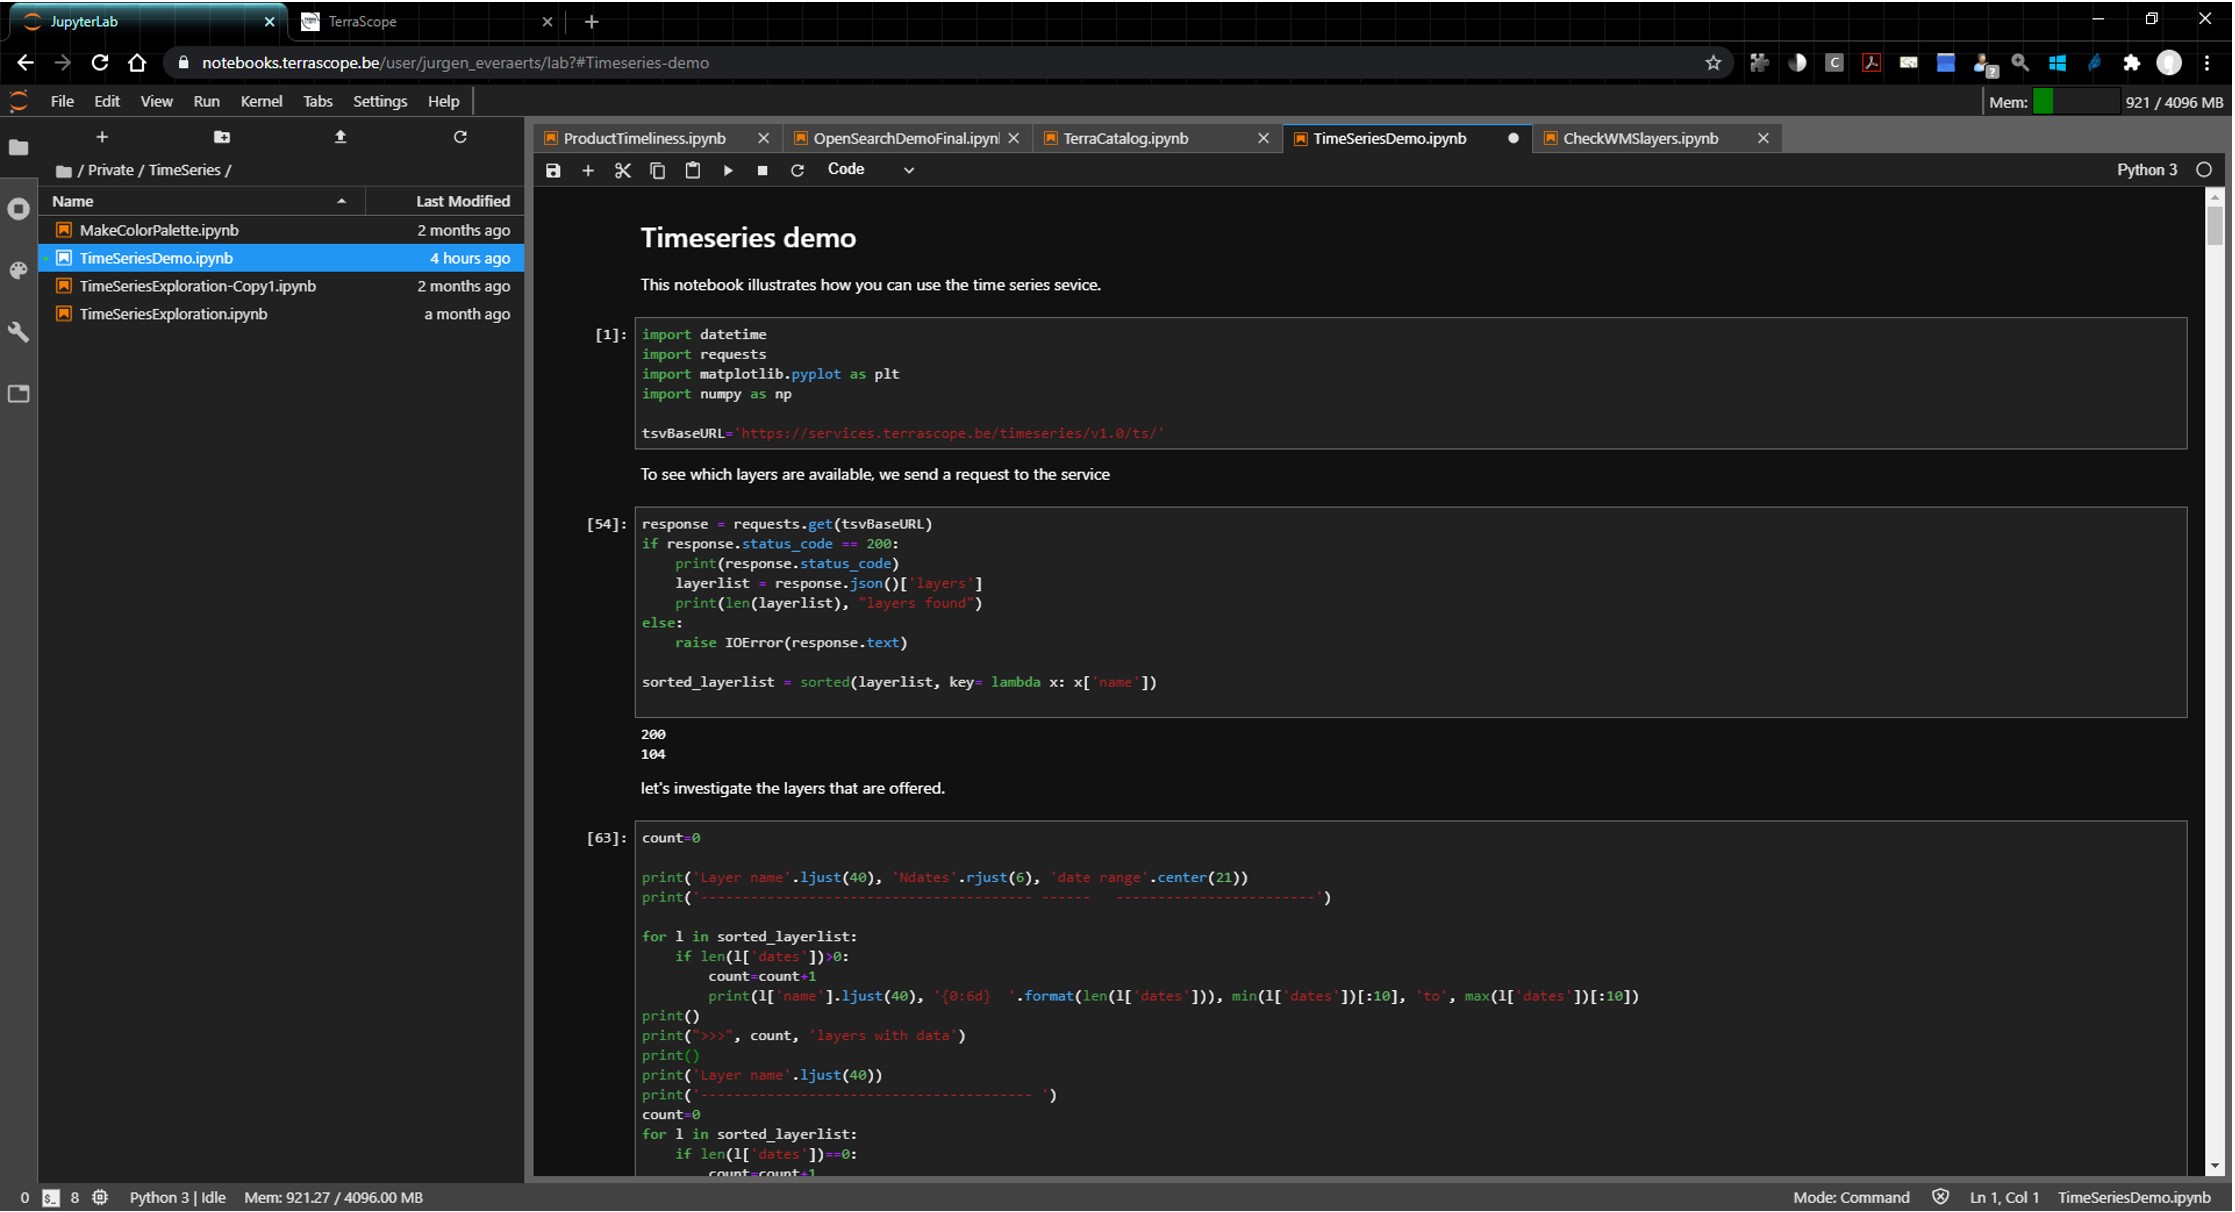 JupyterLab
TerraScope
notebooks.terrascope.be/user/jurgen_everaerts/lab?#Timeseries-demo
File Edit View Run Kernel Tabs Settings Help
Mem: 921 / 4096 MB
/ Private / TimeSeries /
Name Last Modified
MakeColorPalette.ipynb 2 months ago
TimeSeriesDemo.ipynb 4 hours ago
TimeSeriesExploration-Copy1.ipynb 2 months ago
TimeSeriesExploration.ipynb a month ago
ProductTimeliness.ipynb OpenSearchDemoFinal.ipynl TerraCatalog.ipynb TimeSeriesDemo.ipynb CheckWMSlayers.ipynb
Code
Python 3
Timeseries demo
This notebook illustrates how you can use the time series sevice.
[1]: import datetime
import requests
import matplotlib.pyplot as plt
import numpy as np
tsvBaseURL='https://services.terrascope.be/timeseries/v1.0/ts/'
To see which layers are available, we send a request to the service
[54]: response = requests.get(tsvBaseURL)
if response.status_code == 200:
    print(response.status_code)
    layerlist = response.json()['layers']
    print(len(layerlist), "layers found")
else:
    raise IOError(response.text)
sorted_layerlist = sorted(layerlist, key= lambda x: x['name'])
200
104
let's investigate the layers that are offered.
[63]: count=0
print('Layer name'.ljust(40), 'Ndates'.rjust(6), 'date range'.center(21))
print('---------------------------------------- ------   ------------------------')
for l in sorted_layerlist:
    if len(l['dates'])>0:
        count=count+1
        print(l['name'].ljust(40), '{0:6d}  '.format(len(l['dates'])), min(l['dates'])[:10], 'to', max(l['dates'])[:10])
print()
print(">>>", count, 'layers with data')
print()
print('Layer name'.ljust(40))
print('---------------------------------------- ')
count=0
for l in sorted_layerlist:
    if len(l['dates'])==0:
        count=count+1
0 $_ 8 Python 3 | Idle Mem: 921.27 / 4096.00 MB
Mode: Command Ln 1, Col 1 TimeSeriesDemo.ipynb